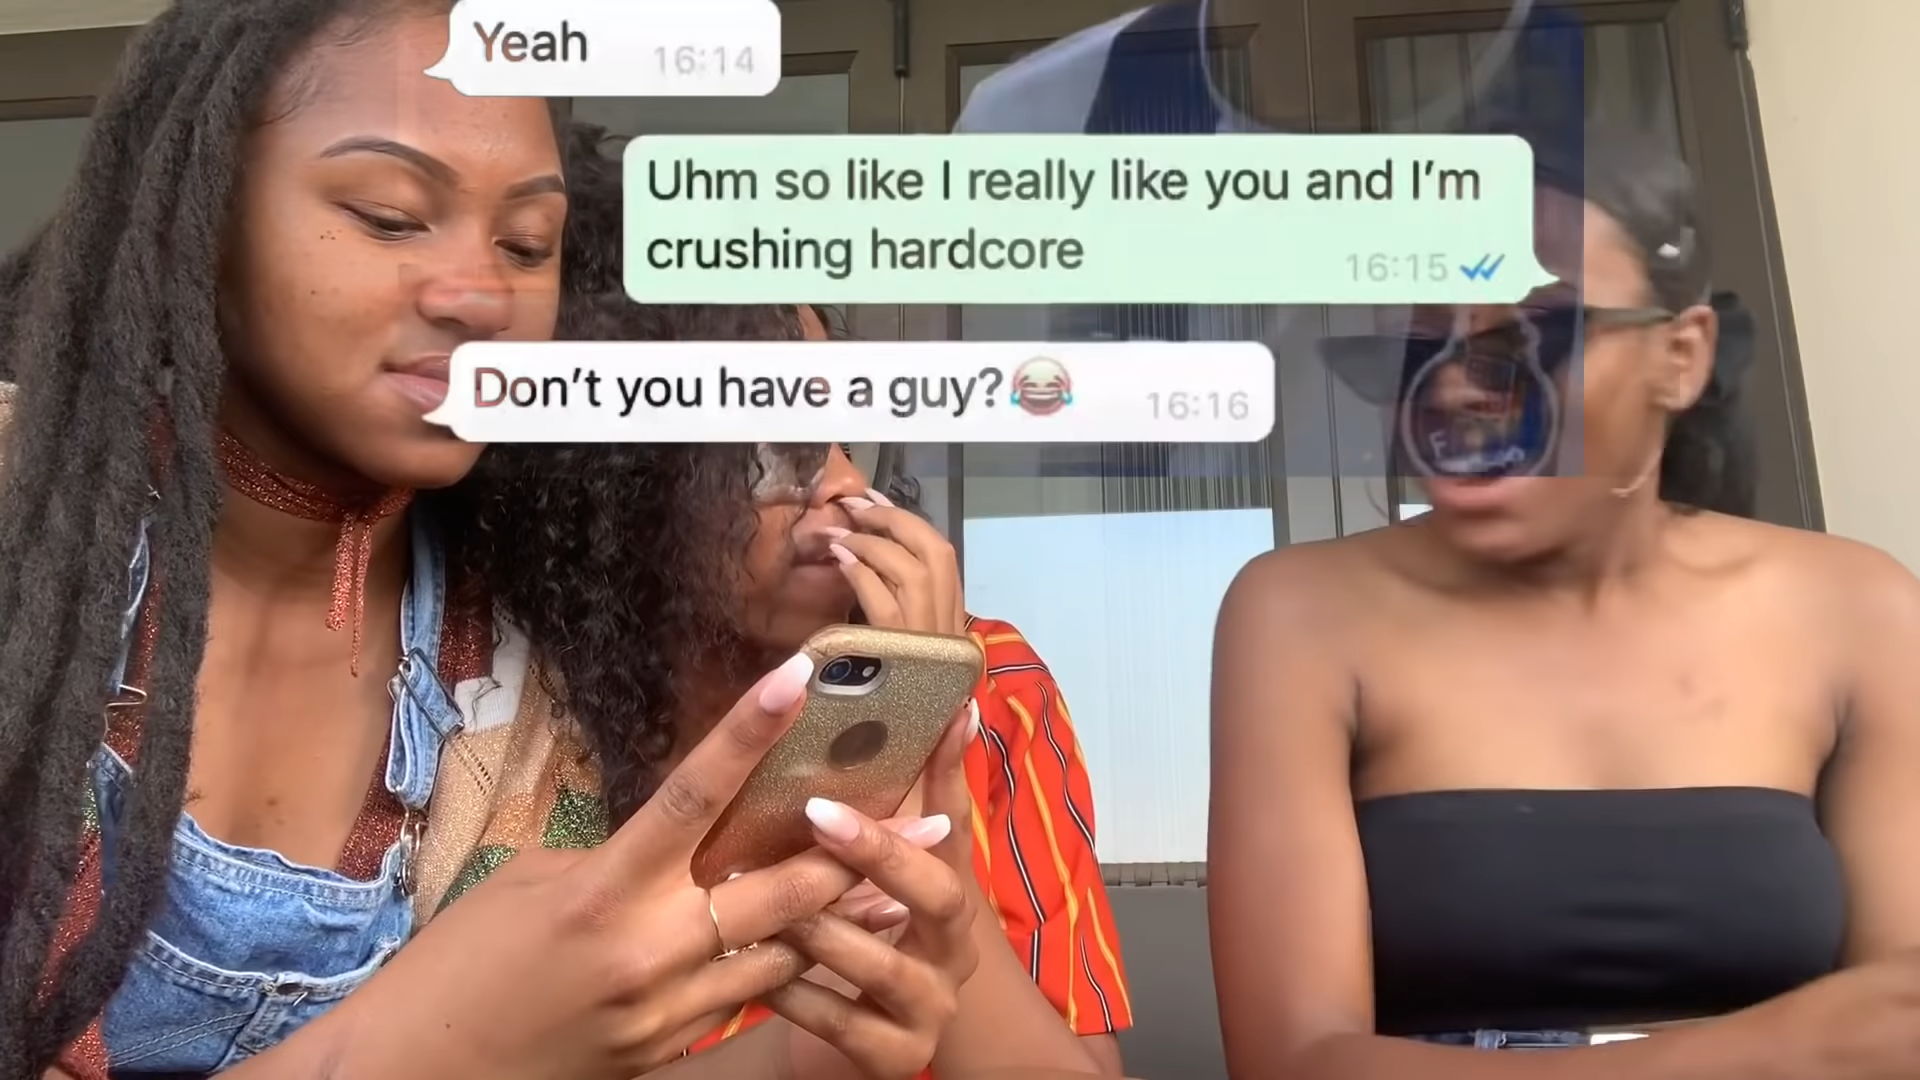 Yeah 16:14
Uhm so like I really like you and I’m
crushing hardcore 16:15
Don’t you have a guy?😂 16:16